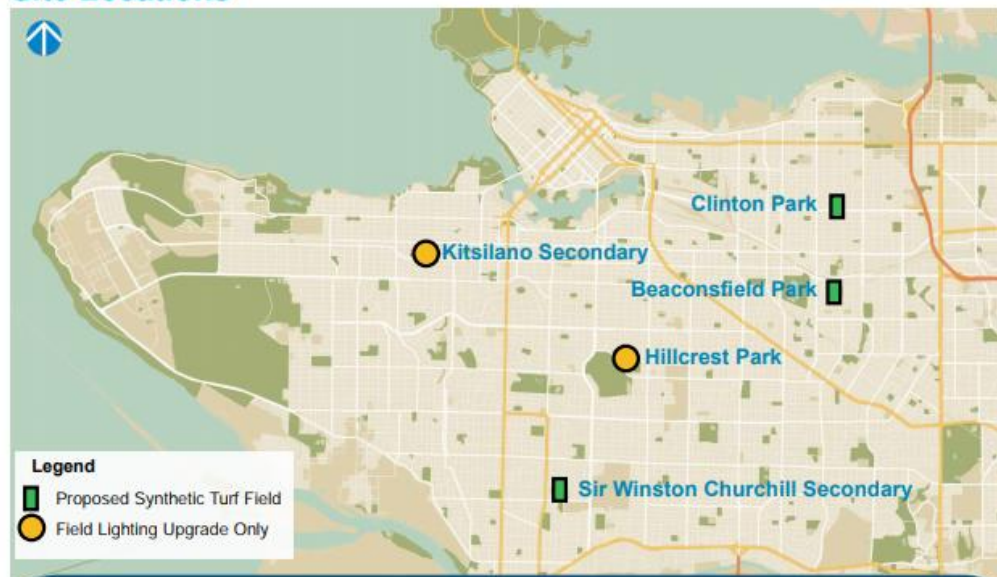 Clinton Park
Kitsilano Secondary
Beaconsfield Park
Hillcrest Park
Sir Winston Churchill Secondary
Legend
Proposed Synthetic Turf Field
Field Lighting Upgrade Only